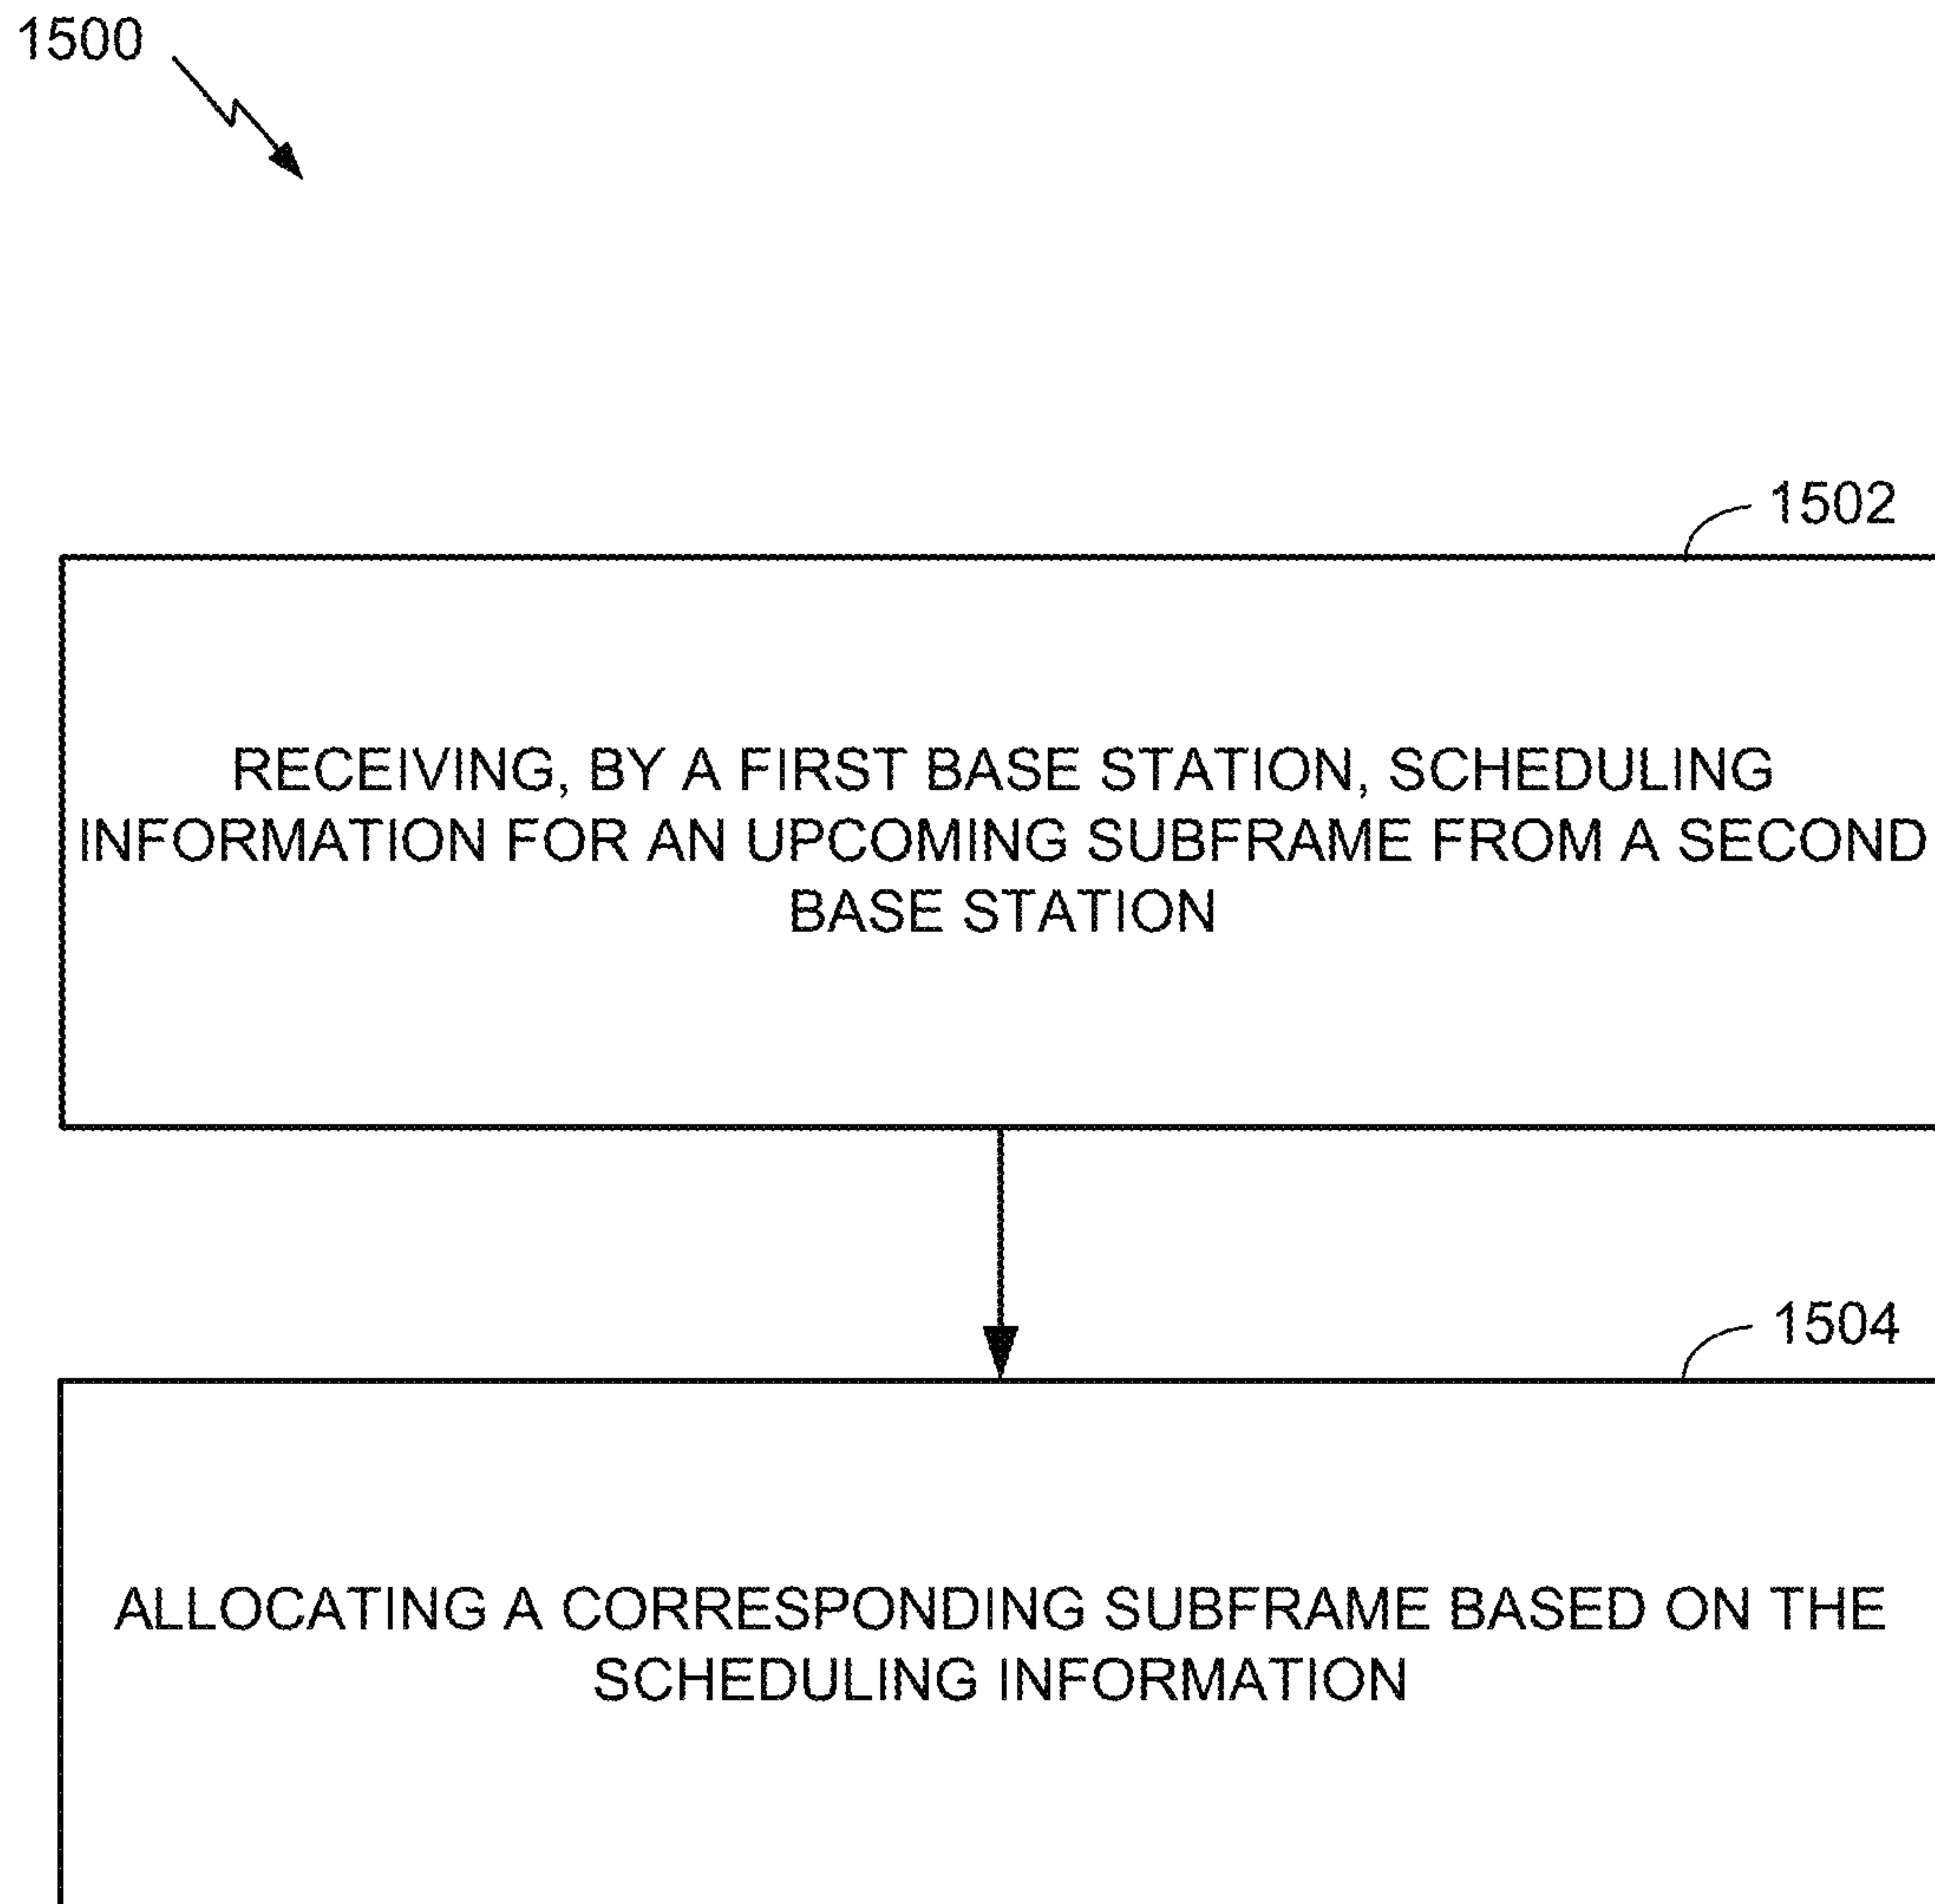 1500
1502
RECEIVING, BY A FIRST BASE STATION, SCHEDULING
INFORMATION FOR AN UPCOMING SUBFRAME FROM A SECOND
BASE STATION
1504
ALLOCATING A CORRESPONDING SUBFRAME BASED ON THE
SCHEDULING INFORMATION